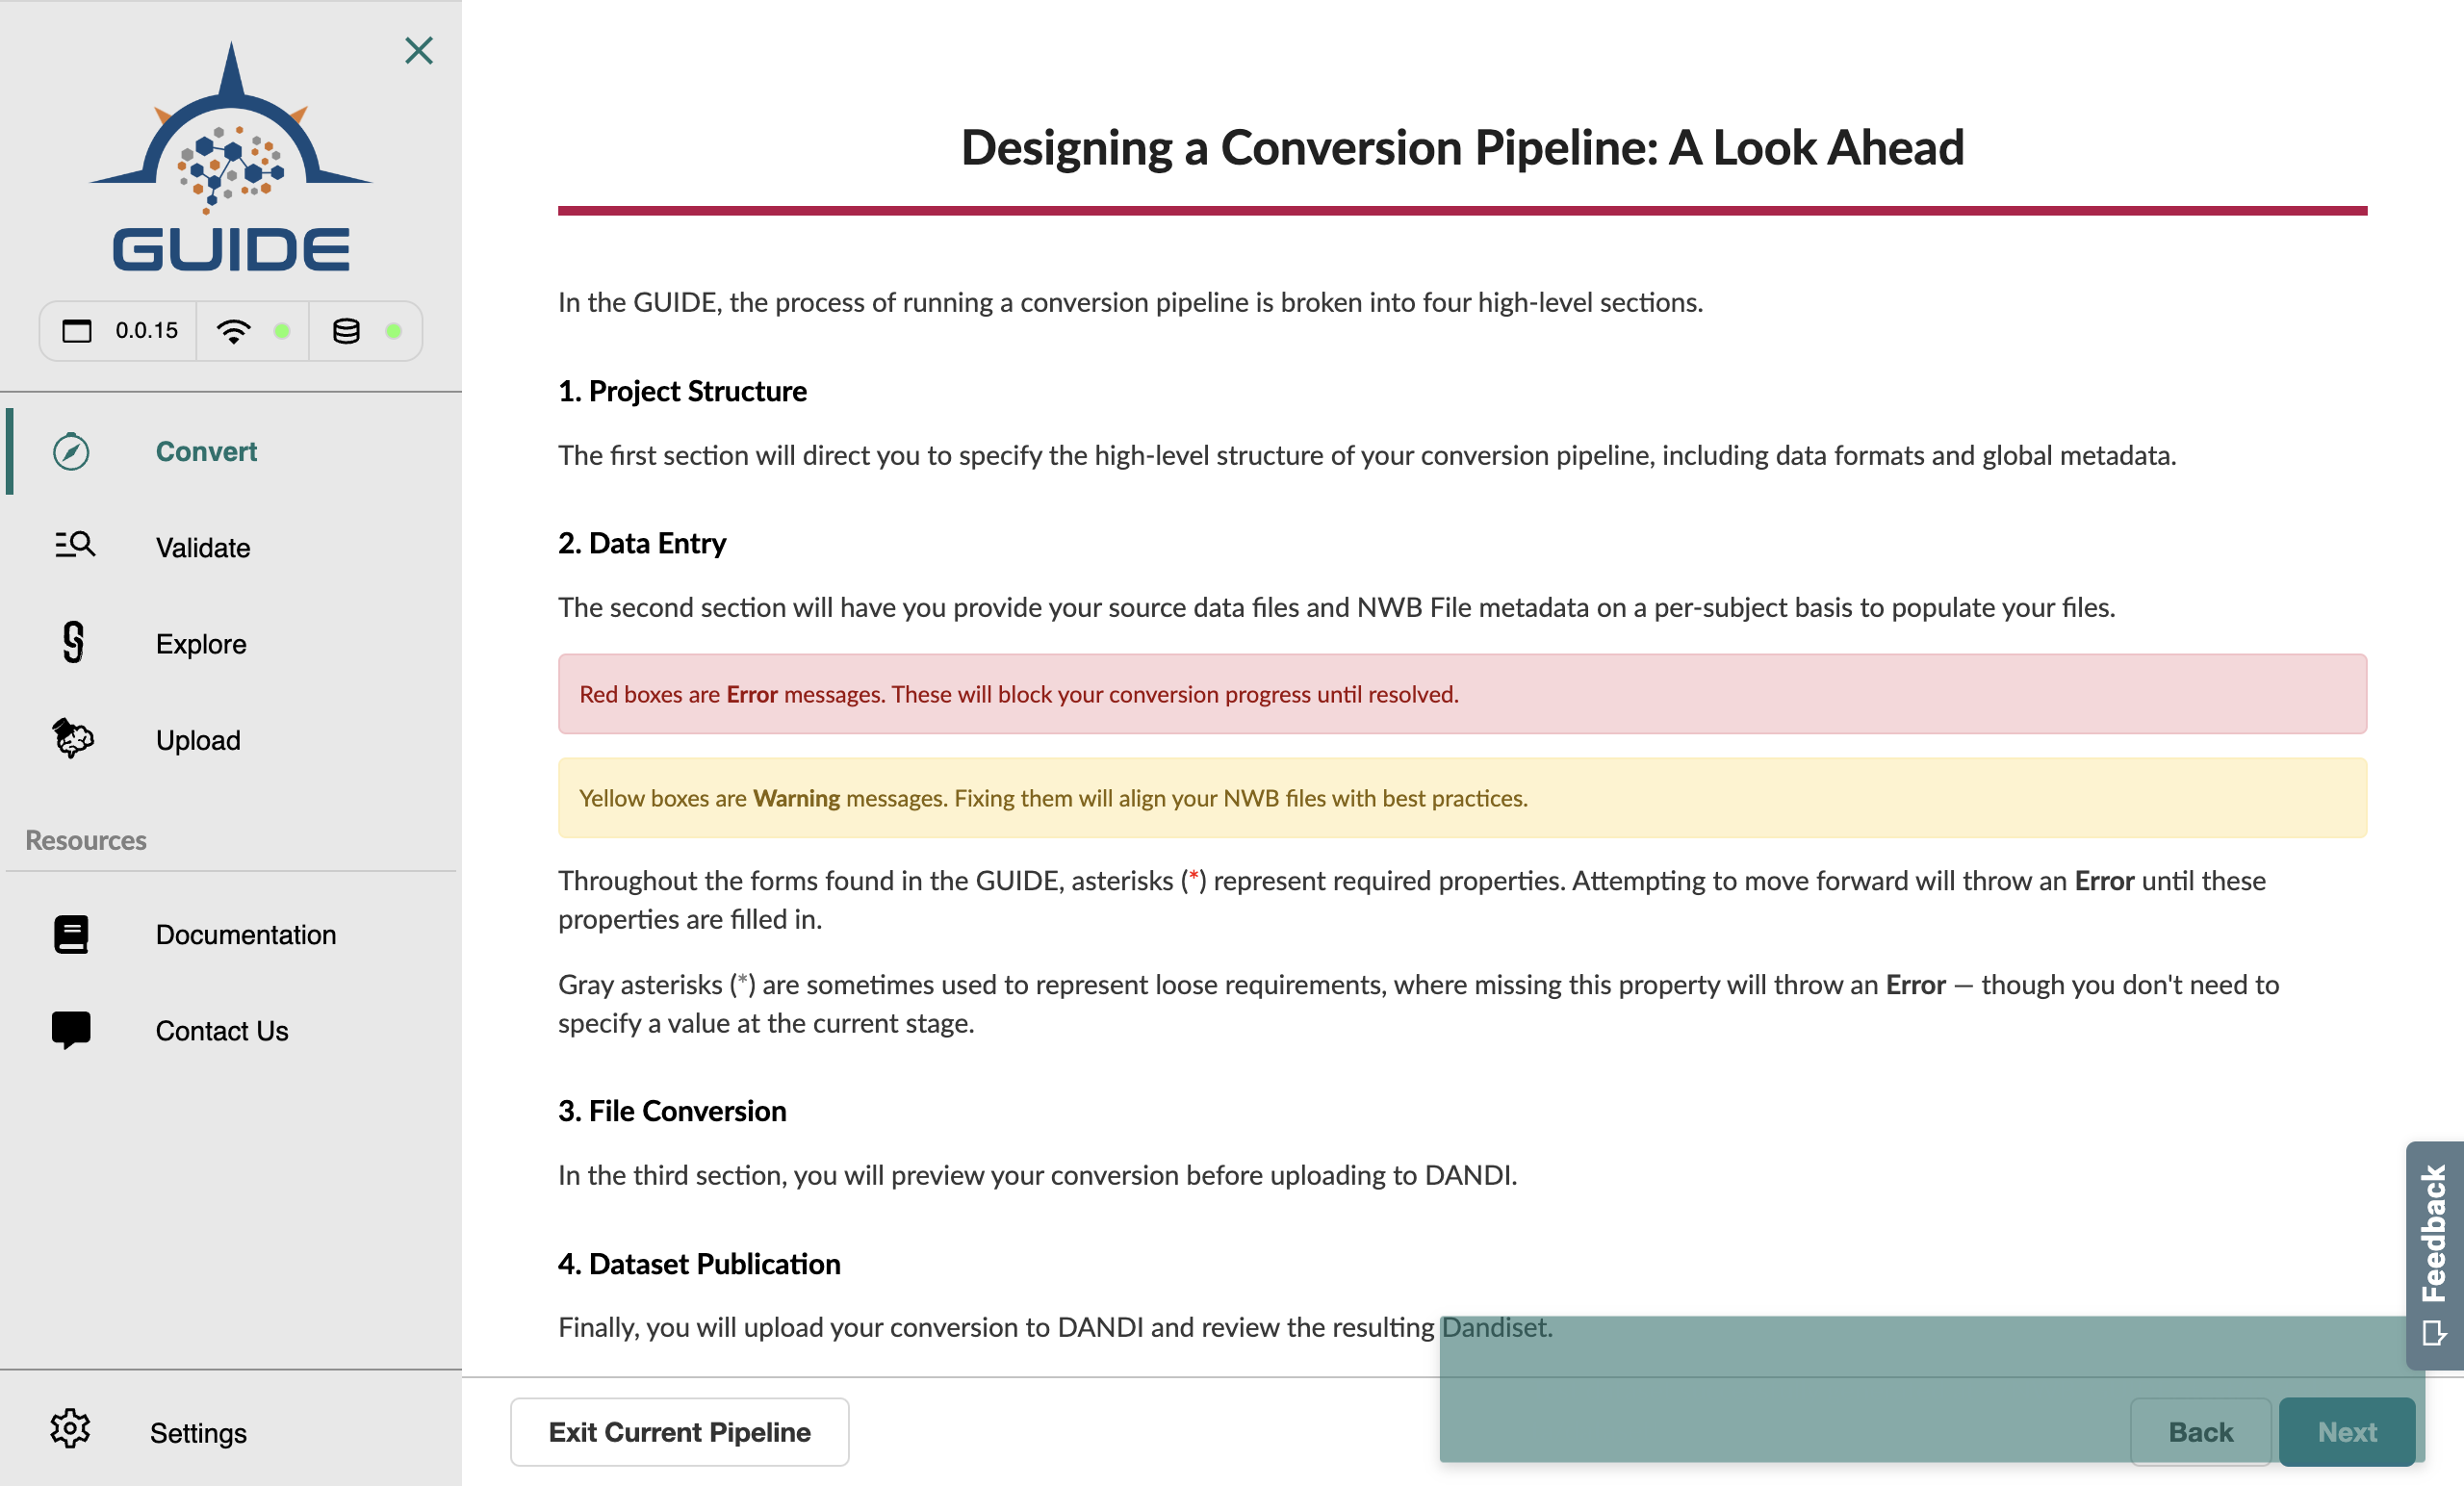 GUIDE
0.0.15
Convert
Validate
Explore
Upload
Resources
Documentation
Contact Us
Settings
Designing a Conversion Pipeline: A Look Ahead
In the GUIDE, the process of running a conversion pipeline is broken into four high-level sections.
1. Project Structure
The first section will direct you to specify the high-level structure of your conversion pipeline, including data formats and global metadata.
2. Data Entry
The second section will have you provide your source data files and NWB File metadata on a per-subject basis to populate your files.
Red boxes are Error messages. These will block your conversion progress until resolved.
Yellow boxes are Warning messages. Fixing them will align your NWB files with best practices.
Throughout the forms found in the GUIDE, asterisks (*) represent required properties. Attempting to move forward will throw an Error until these
properties are filled in.
Gray asterisks (*) are sometimes used to represent loose requirements, where missing this property will throw an Error — though you don't need to
specify a value at the current stage.
3. File Conversion
In the third section, you will preview your conversion before uploading to DANDI.
4. Dataset Publication
Finally, you will upload your conversion to DANDI and review the resulting Dandiset.
Exit Current Pipeline
Back
Next
Feedback